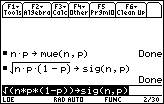 F1+ F2+ F3+ F4+ F5 F6+
Tools Algebra Calc Other PrgmIO Clean Up
■ n·p → mue(n, p)
Done
■ √n·p·(1 - p) → sig(n, p)
Done
√((n*p*(1-p))→sig(n,p)
LOE RAD AUTO FUNC 2/30